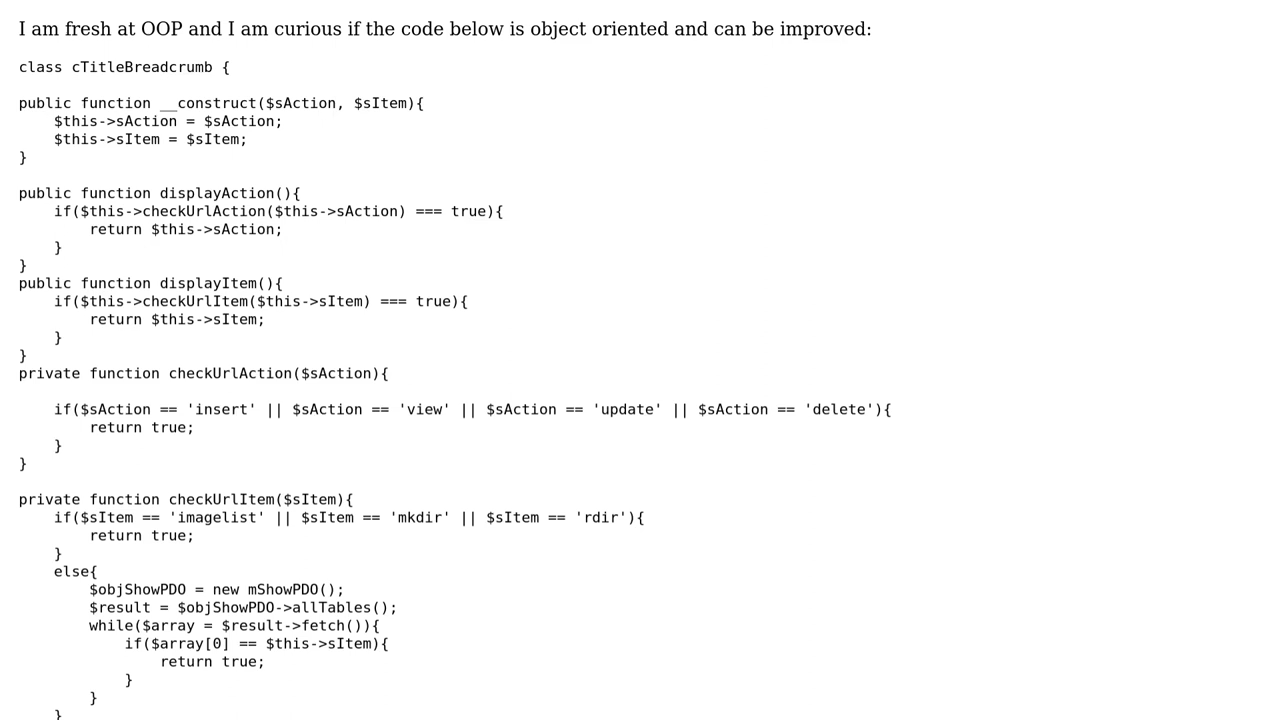 I am fresh at OOP and I am curious if the code below is object oriented and can be improved:
class cTitleBreadcrumb {
public function __construct($sAction, $sItem){
    $this->sAction = $sAction;
    $this->sItem = $sItem;
}
public function displayAction(){
    if($this->checkUrlAction($this->sAction) === true){
        return $this->sAction;
    }
}
public function displayItem(){
    if($this->checkUrlItem($this->sItem) === true){
        return $this->sItem;
    }
}
private function checkUrlAction($sAction){
    if($sAction == 'insert' || $sAction == 'view' || $sAction == 'update' || $sAction == 'delete'){
        return true;
    }
}
private function checkUrlItem($sItem){
    if($sItem == 'imagelist' || $sItem == 'mkdir' || $sItem == 'rdir'){
        return true;
    }
    else{
        $objShowPDO = new mShowPDO();
        $result = $objShowPDO->allTables();
        while($array = $result->fetch()){
            if($array[0] == $this->sItem){
                return true;
            }
        }
    }